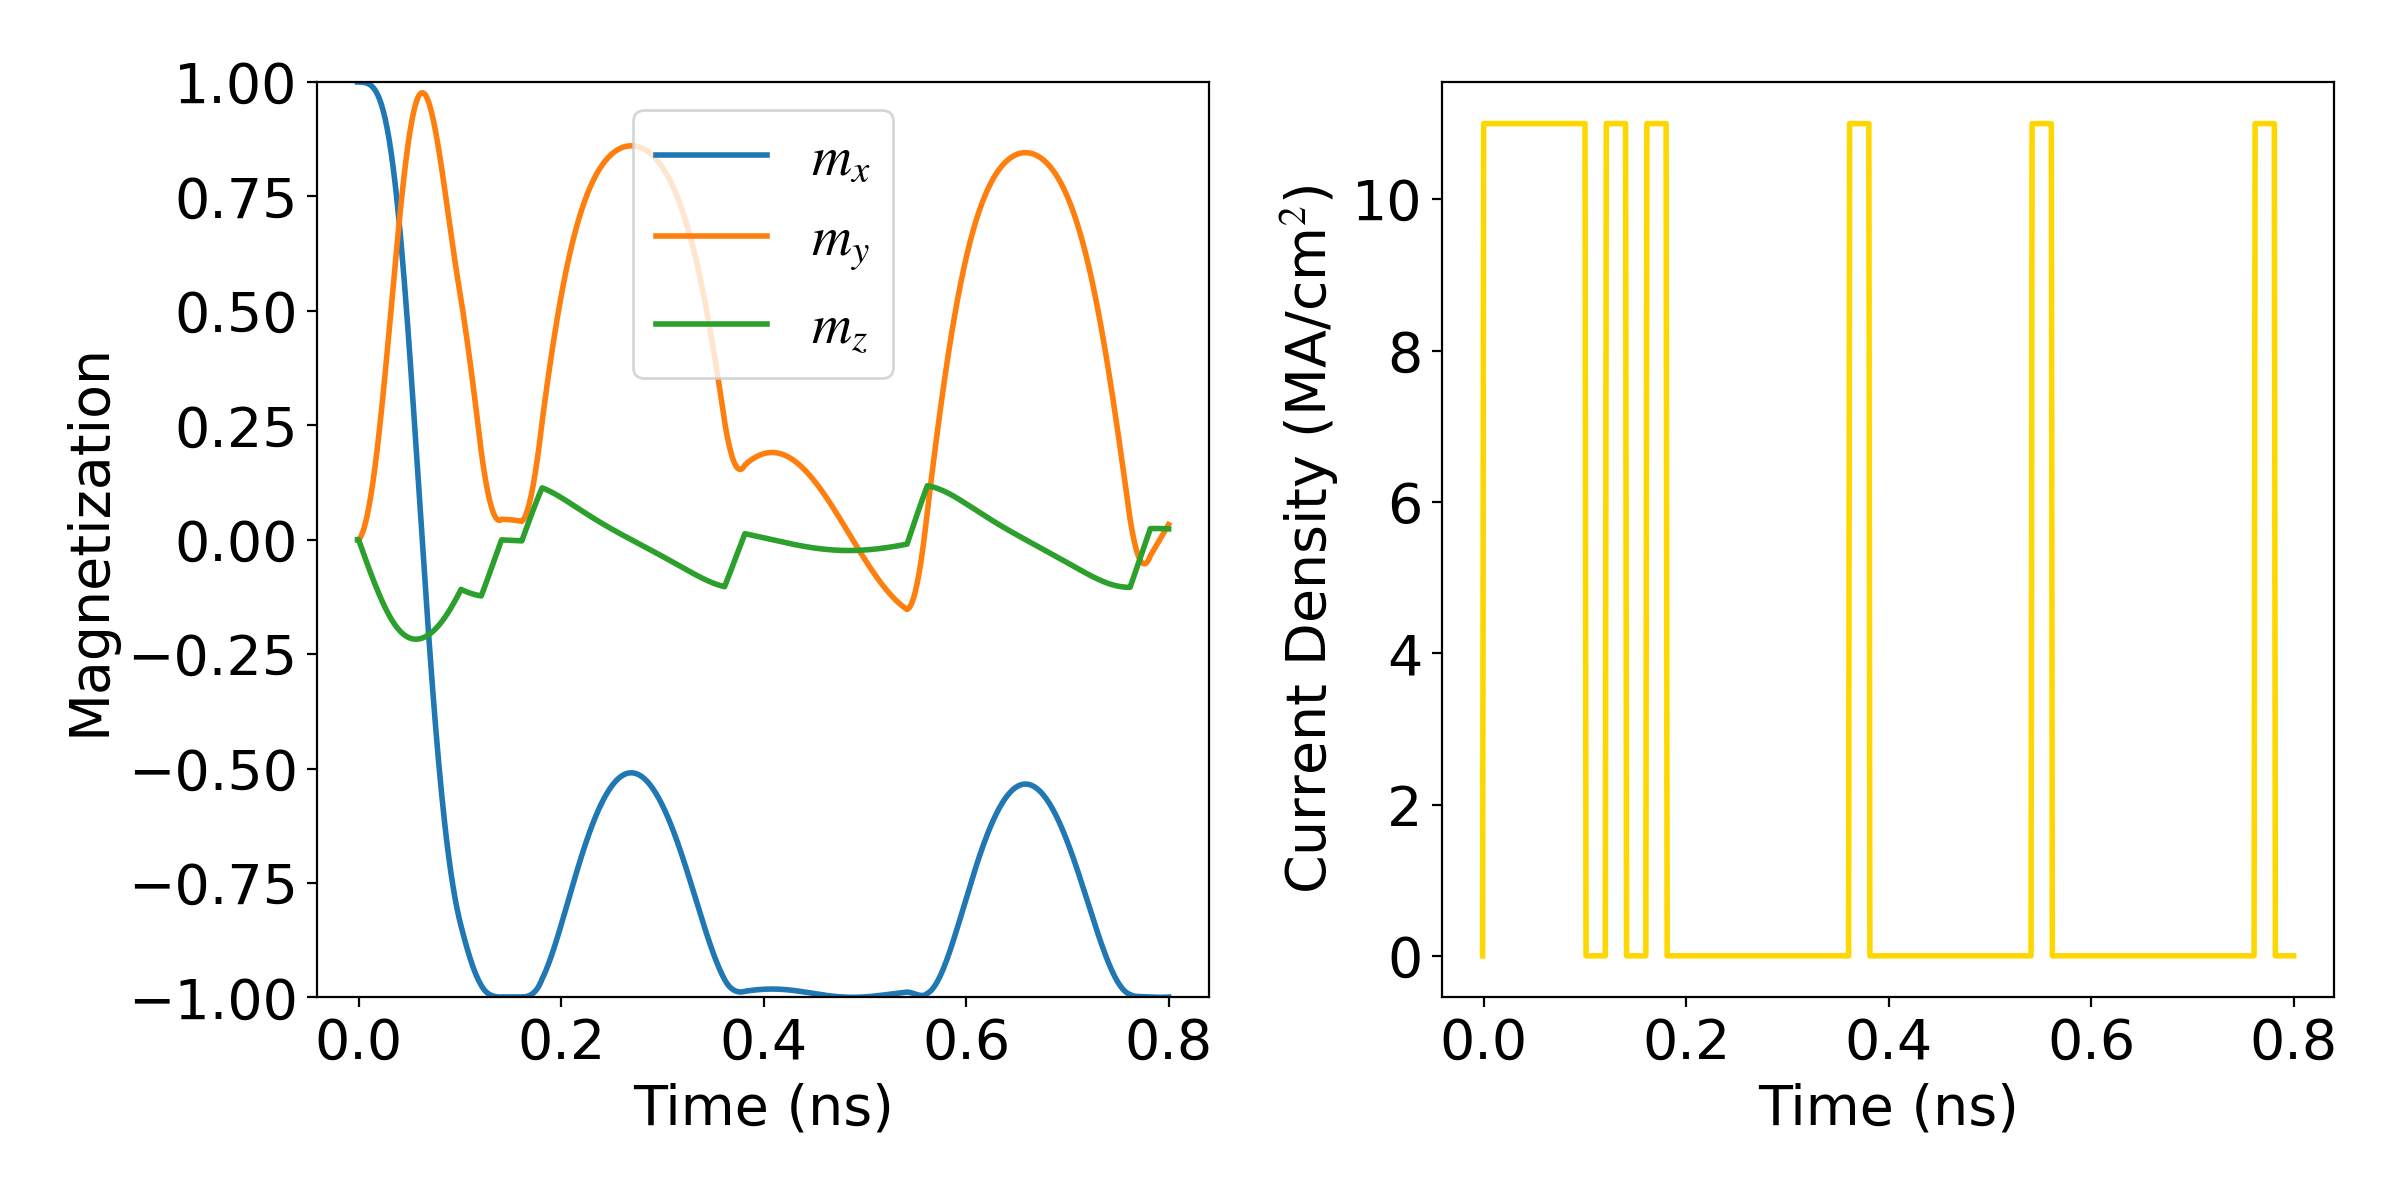 1.00
0.75
0.50
0.25
0.00
−0.25
−0.50
−0.75
−1.00
Magnetization
0.0 0.2 0.4 0.6 0.8
Time (ns)
m_x
m_y
m_z
10
8
6
4
2
0
Current Density (MA/cm²)
0.0 0.2 0.4 0.6 0.8
Time (ns)